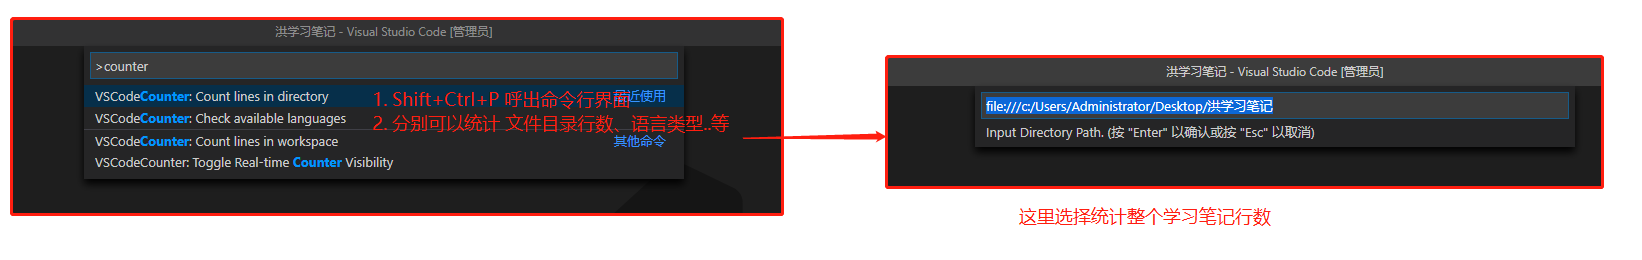 洪学习笔记 - Visual Studio Code [管理员]
>counter
VSCodeCounter: Count lines in directory
最近使用
1. Shift+Ctrl+P 呼出命令行界面
VSCodeCounter: Check available languages
2. 分别可以统计 文件目录行数、语言类型..等
VSCodeCounter: Count lines in workspace
其他命令
VSCodeCounter: Toggle Real-time Counter Visibility
洪学习笔记 - Visual Studio Code [管理员]
file:///c:/Users/Administrator/Desktop/洪学习笔记
Input Directory Path. (按 "Enter" 以确认或按 "Esc" 以取消)
这里选择统计整个学习笔记行数